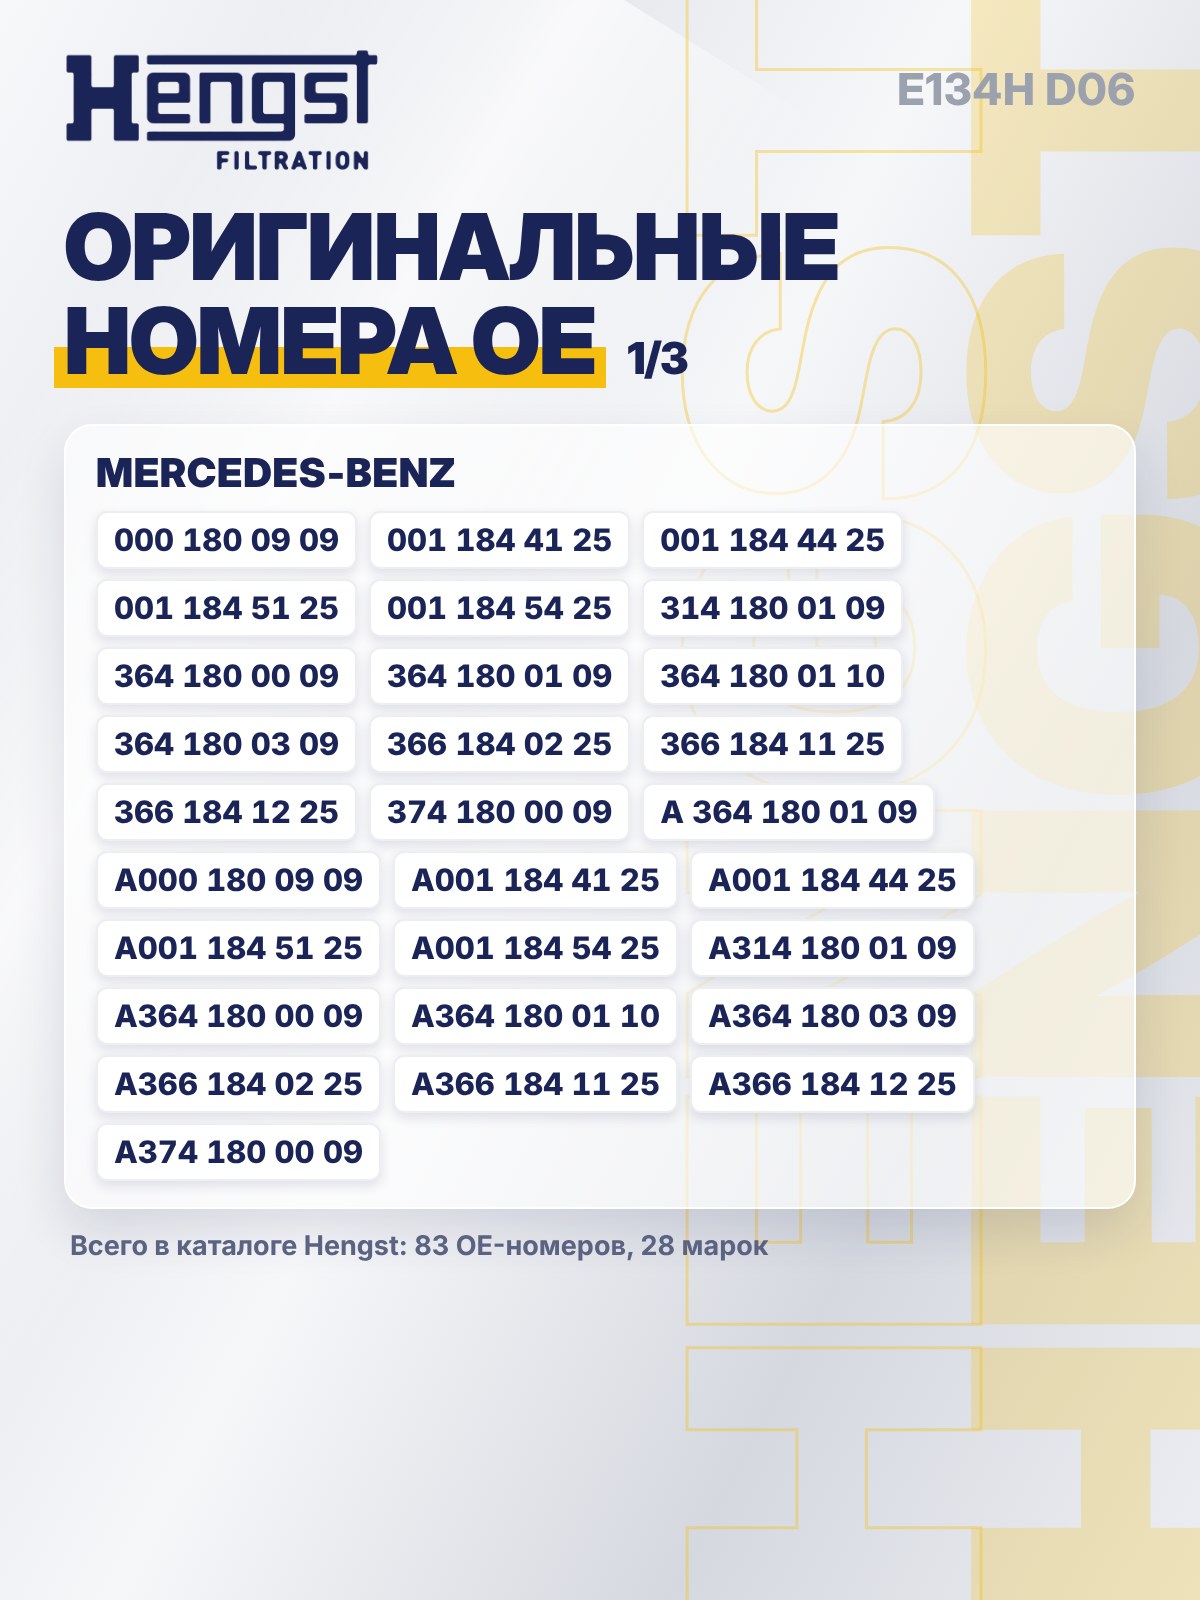 Hengst
FILTRATION
E134H D06
ОРИГИНАЛЬНЫЕ
НОМЕРА OE 1/3
MERCEDES-BENZ
000 180 09 09 001 184 41 25 001 184 44 25
001 184 51 25 001 184 54 25 314 180 01 09
364 180 00 09 364 180 01 09 364 180 01 10
364 180 03 09 366 184 02 25 366 184 11 25
366 184 12 25 374 180 00 09 A 364 180 01 09
A000 180 09 09 A001 184 41 25 A001 184 44 25
A001 184 51 25 A001 184 54 25 A314 180 01 09
A364 180 00 09 A364 180 01 10 A364 180 03 09
A366 184 02 25 A366 184 11 25 A366 184 12 25
A374 180 00 09
Всего в каталоге Hengst: 83 OE-номеров, 28 марок
HENGST
HENGST